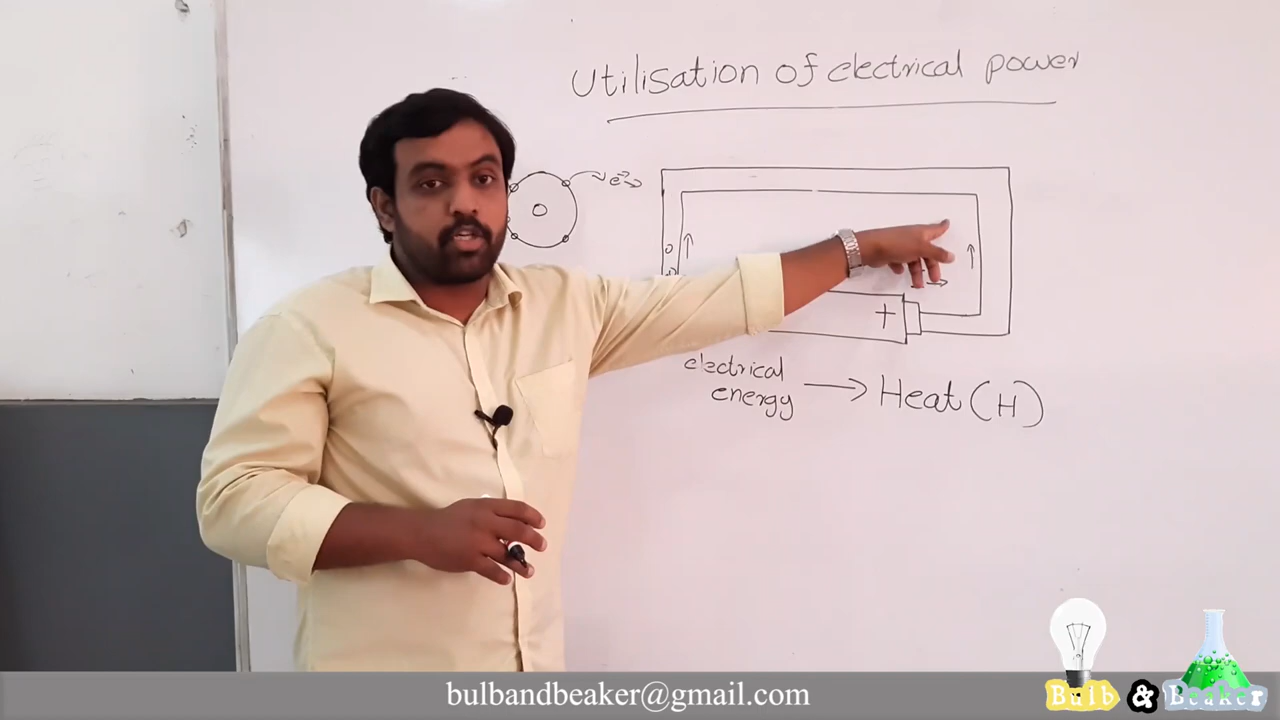 Utilisation of electrical power
e-
+
electrical
energy → Heat (H)
bulbandbeaker@gmail.com
Bulb & Beaker